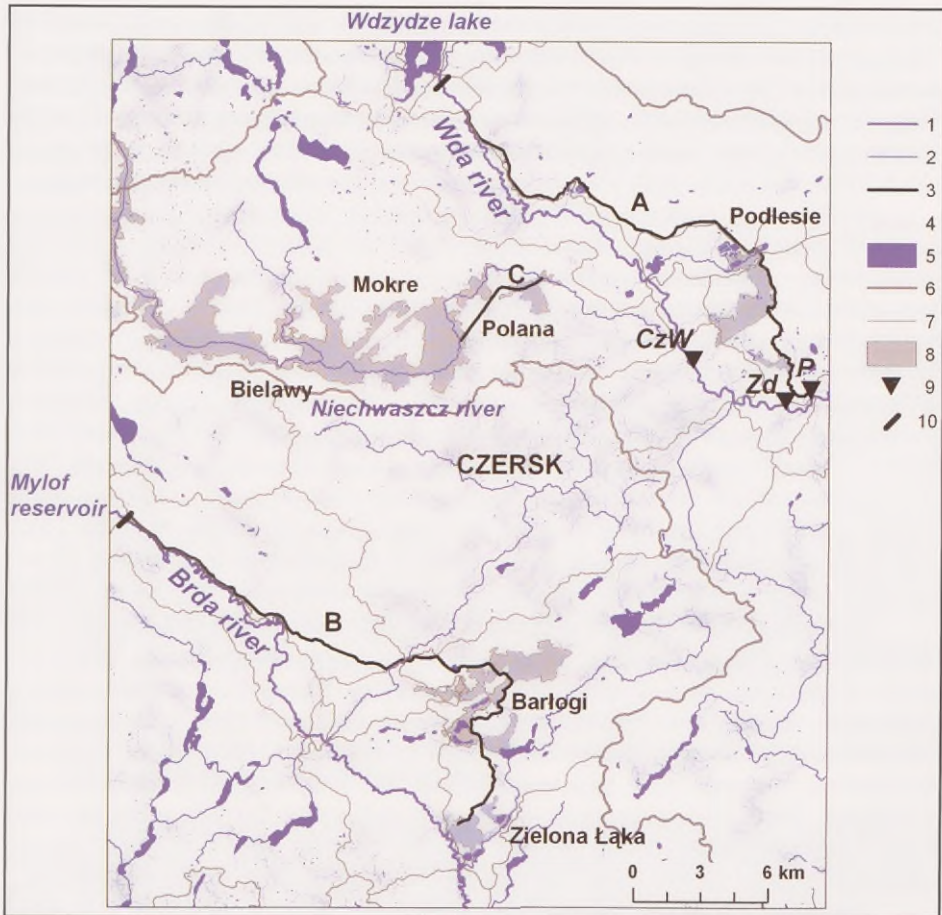 Wdzydze lake
Wda river
A
Podlesie
C
Mokre
Polana
CzW
P
Zd
Bielawy
Niechwaszcz river
CZERSK
Mylof
reservoir
Brda river
B
Barłogi
Zielona Łąka
0 3 6 km
1
2
3
4
5
6
7
8
9
10